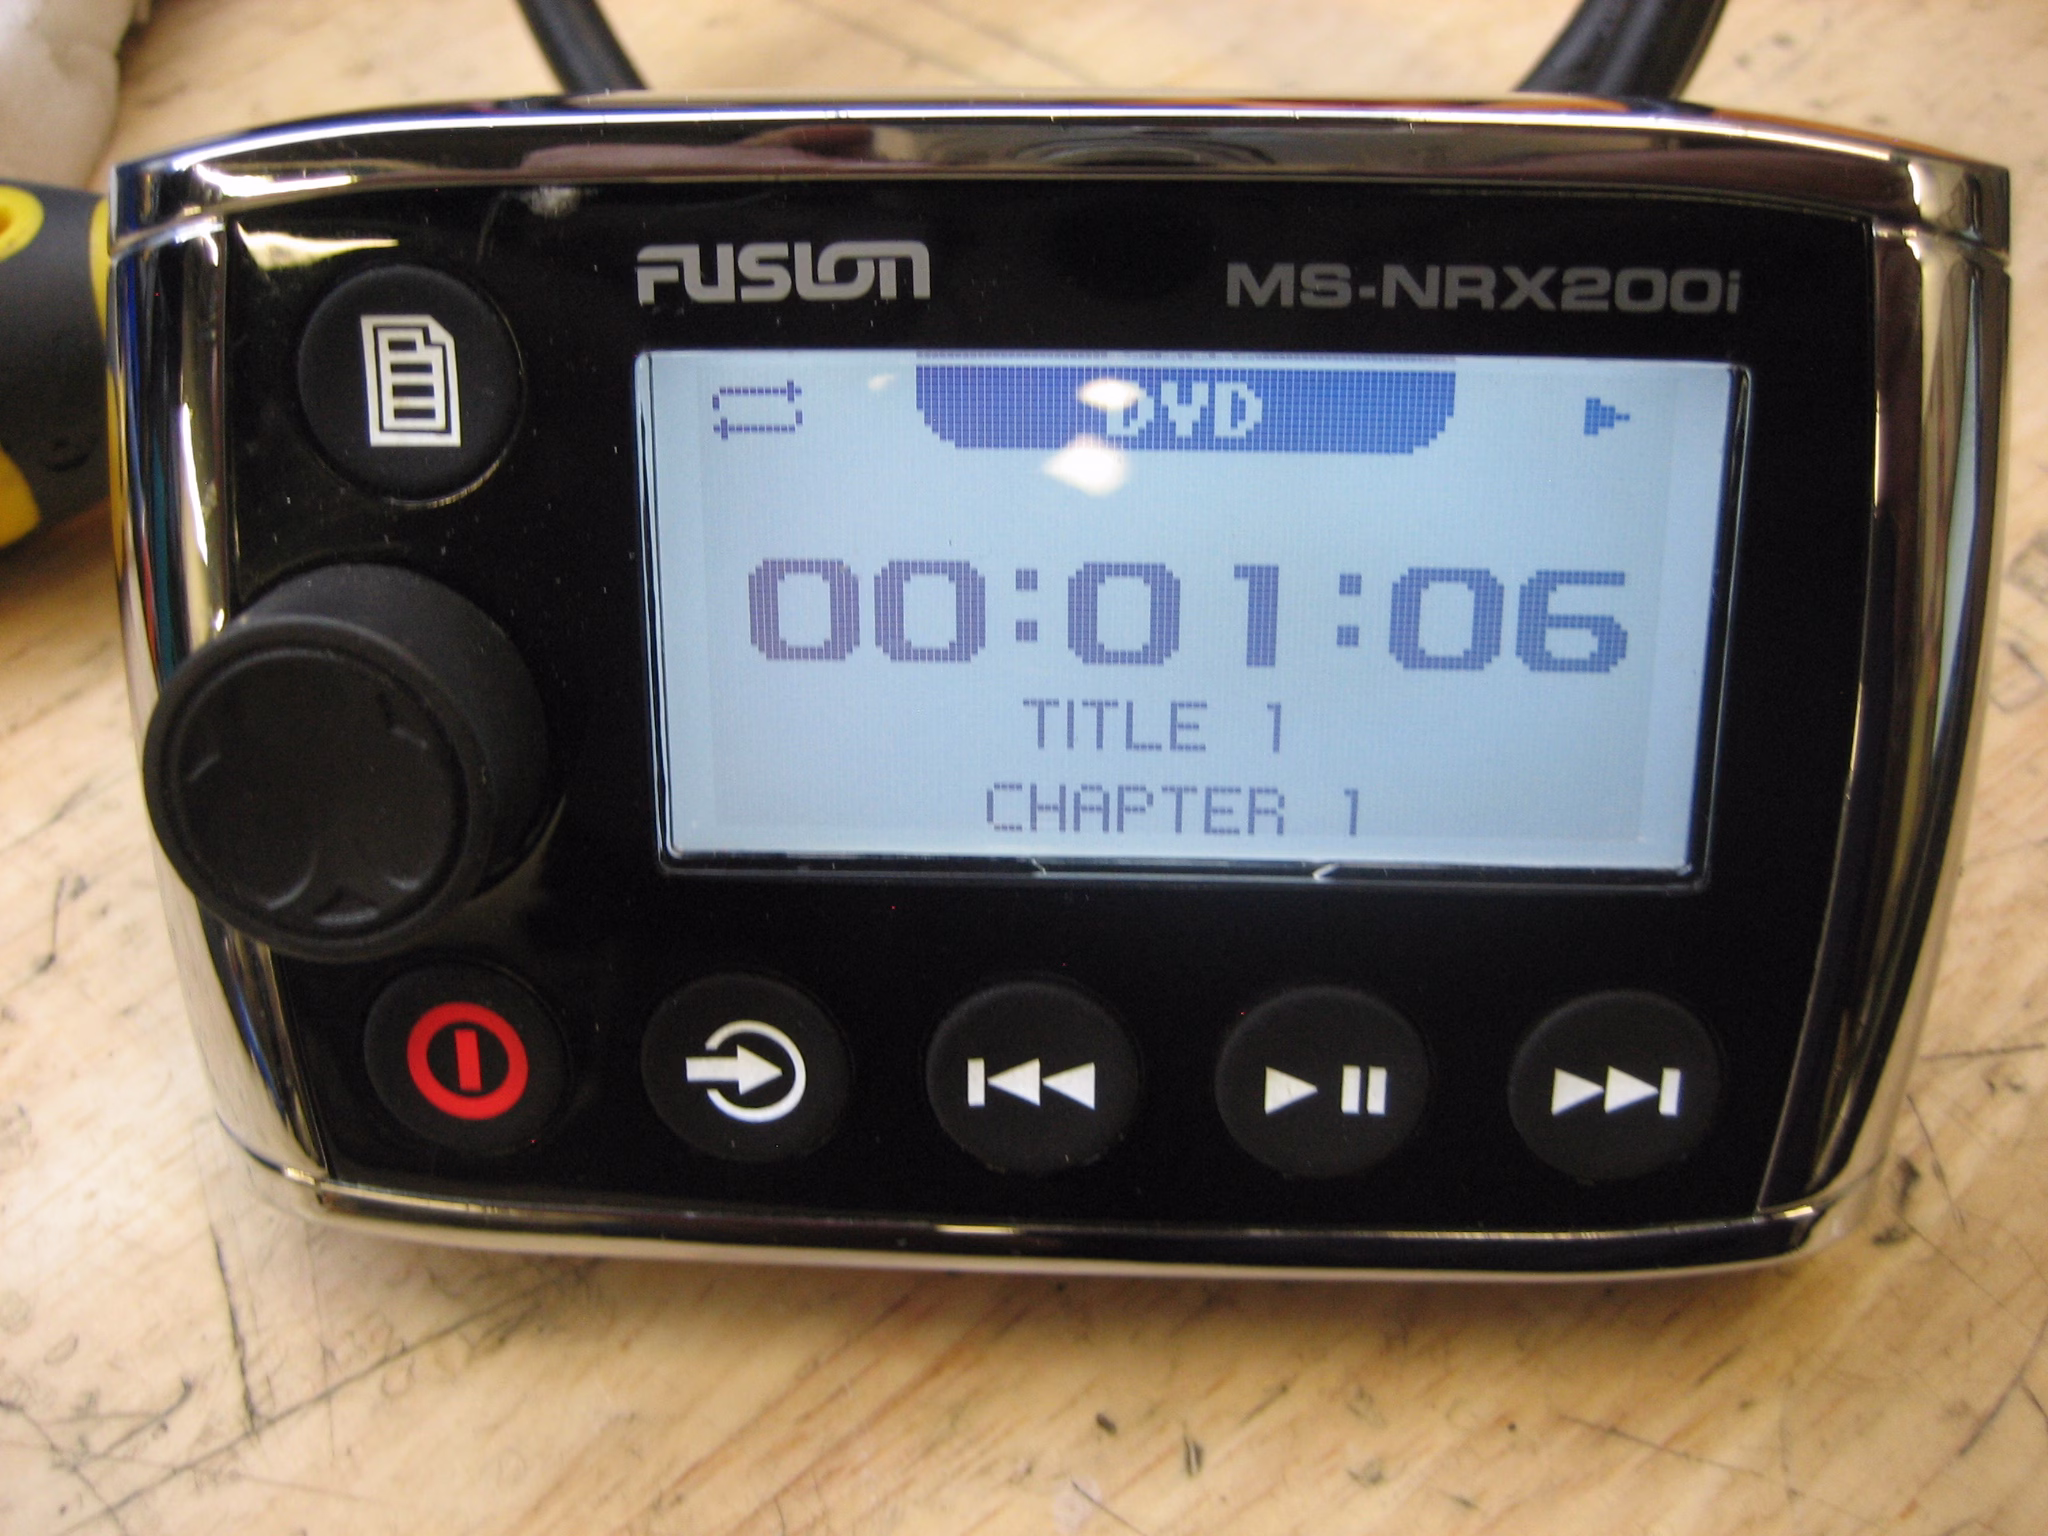 FUSION
MS-NRX200i
DVD
00:01:06
TITLE 1
CHAPTER 1